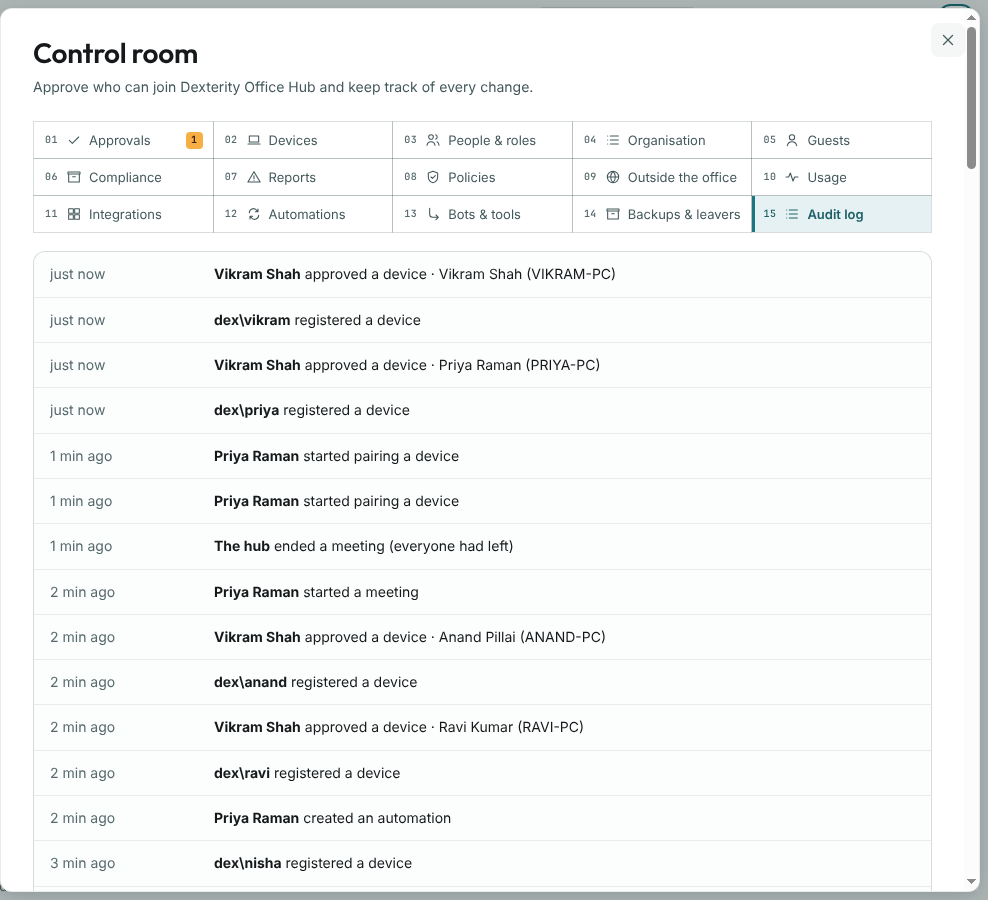 Control room
Approve who can join Dexterity Office Hub and keep track of every change.
01 Approvals 1
02 Devices
03 People & roles
04 Organisation
05 Guests
06 Compliance
07 Reports
08 Policies
09 Outside the office
10 Usage
11 Integrations
12 Automations
13 Bots & tools
14 Backups & leavers
15 Audit log
just now Vikram Shah approved a device · Vikram Shah (VIKRAM-PC)
just now dex\vikram registered a device
just now Vikram Shah approved a device · Priya Raman (PRIYA-PC)
just now dex\priya registered a device
1 min ago Priya Raman started pairing a device
1 min ago Priya Raman started pairing a device
1 min ago The hub ended a meeting (everyone had left)
2 min ago Priya Raman started a meeting
2 min ago Vikram Shah approved a device · Anand Pillai (ANAND-PC)
2 min ago dex\anand registered a device
2 min ago Vikram Shah approved a device · Ravi Kumar (RAVI-PC)
2 min ago dex\ravi registered a device
2 min ago Priya Raman created an automation
3 min ago dex\nisha registered a device